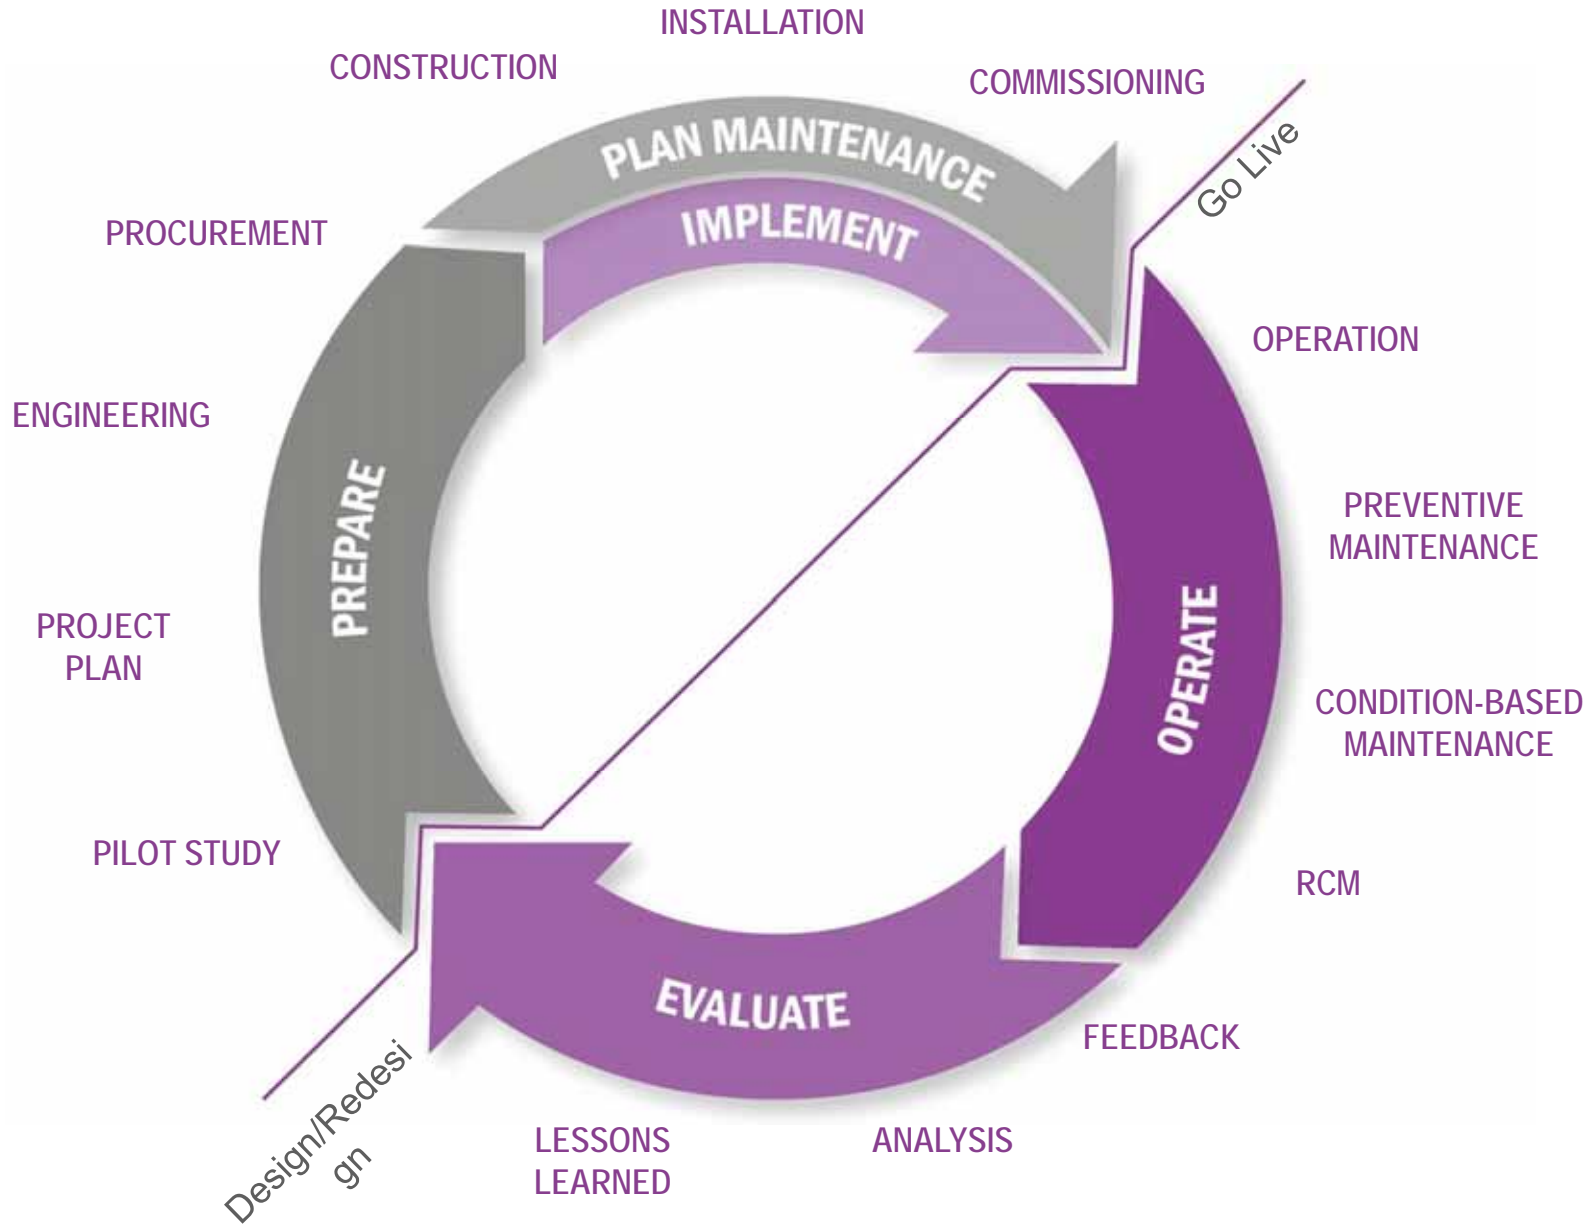 INSTALLATION
CONSTRUCTION
COMMISSIONING
PLAN MAINTENANCE
Go Live
IMPLEMENT
PROCUREMENT
OPERATION
ENGINEERING
PREPARE
PREVENTIVE
MAINTENANCE
PROJECT
PLAN
OPERATE
CONDITION-BASED
MAINTENANCE
PILOT STUDY
RCM
EVALUATE
FEEDBACK
Design/Redesi
gn
LESSONS
LEARNED
ANALYSIS